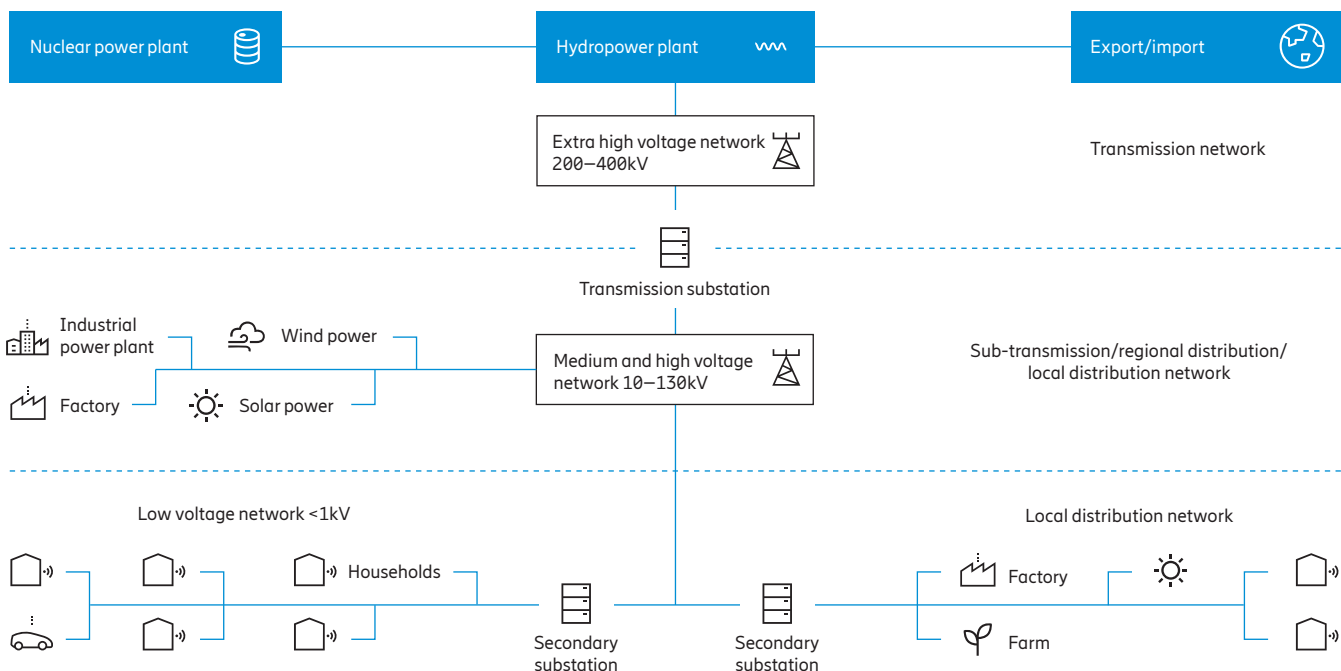 Nuclear power plant
Hydropower plant
Export/import
Extra high voltage network
200—400kV
Transmission network
Transmission substation
Industrial
power plant
Wind power
Factory
Solar power
Medium and high voltage
network 10—130kV
Sub-transmission/regional distribution/
local distribution network
Low voltage network <1kV
Local distribution network
Households
Factory
Farm
Secondary
substation
Secondary
substation